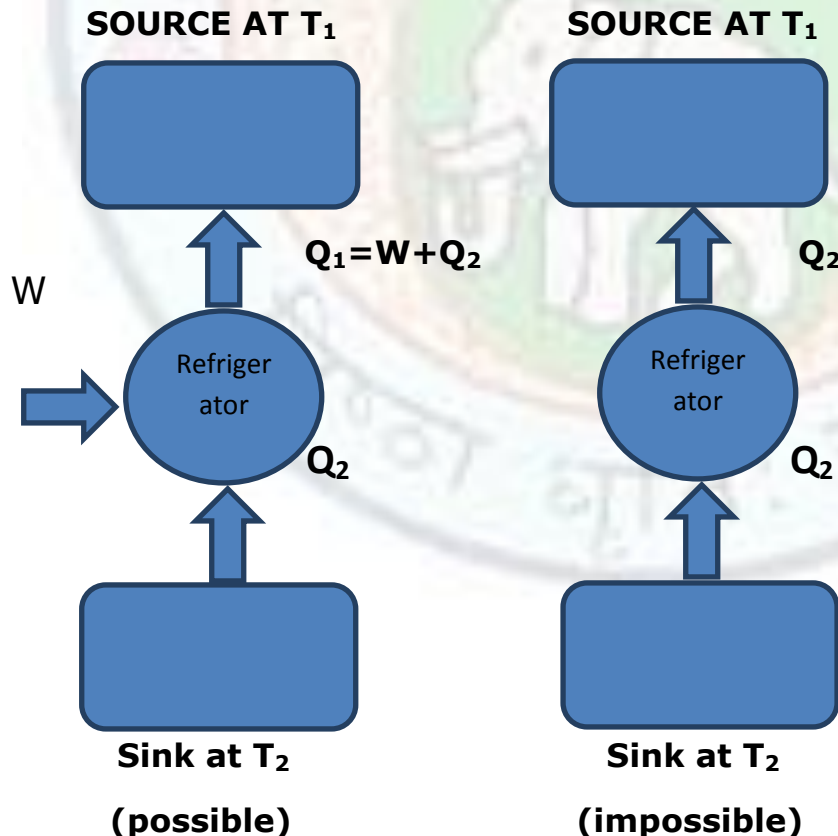 SOURCE AT T₁
W
Q₁=W+Q₂
Refriger
ator
Q₂
Sink at T₂
(possible)
SOURCE AT T₁
Q₂
Refriger
ator
Q₂
Sink at T₂
(impossible)